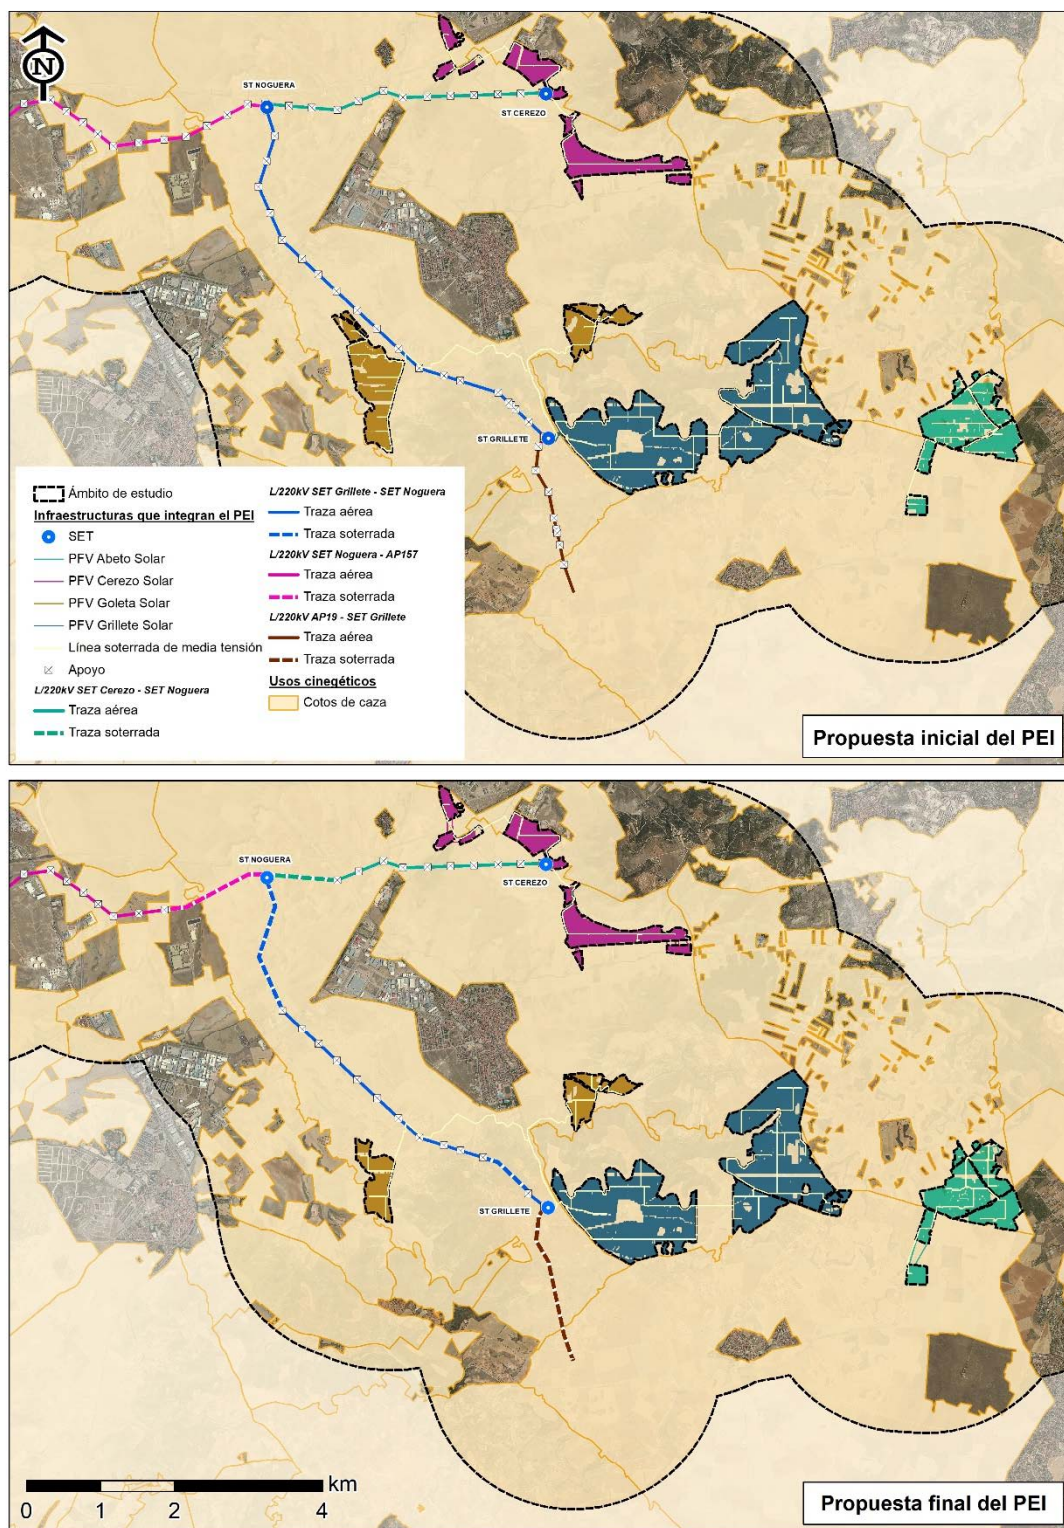 N
ST NOGUERA
ST CEREZO
ST GRILLETE
Ámbito de estudio
Infraestructuras que integran el PEI
SET
PFV Abeto Solar
PFV Cerezo Solar
PFV Goleta Solar
PFV Grillete Solar
Línea soterrada de media tensión
Apoyo
L/220kV SET Cerezo - SET Noguera
Traza aérea
Traza soterrada
L/220kV SET Grillete - SET Noguera
Traza aérea
Traza soterrada
L/220kV SET Noguera - AP157
Traza aérea
Traza soterrada
L/220kV AP19 - SET Grillete
Traza aérea
Traza soterrada
Usos cinegéticos
Cotos de caza
Propuesta inicial del PEI
ST NOGUERA
ST CEREZO
ST GRILLETE
km
0 1 2 4
Propuesta final del PEI